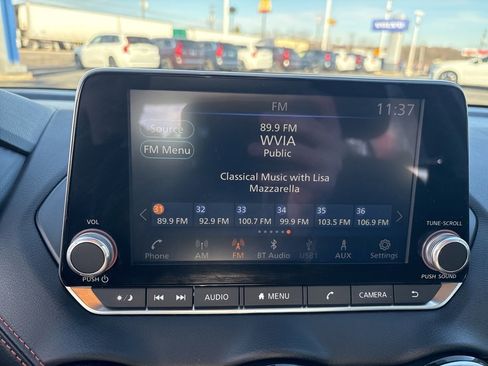 VOLVO
FM
11:37
Source
89.9 FM
FM Menu
WVIA
Public
Classical Music with Lisa
Mazzarella
31 32 33 34 35 36
89.9 FM 92.9 FM 100.7 FM 99.9 FM 103.5 FM 106.9 FM
VOL
TUNE•SCROLL
Phone AM FM BT Audio USB1 AUX Settings
PUSH
PUSH SOUND
AUDIO MENU CAMERA